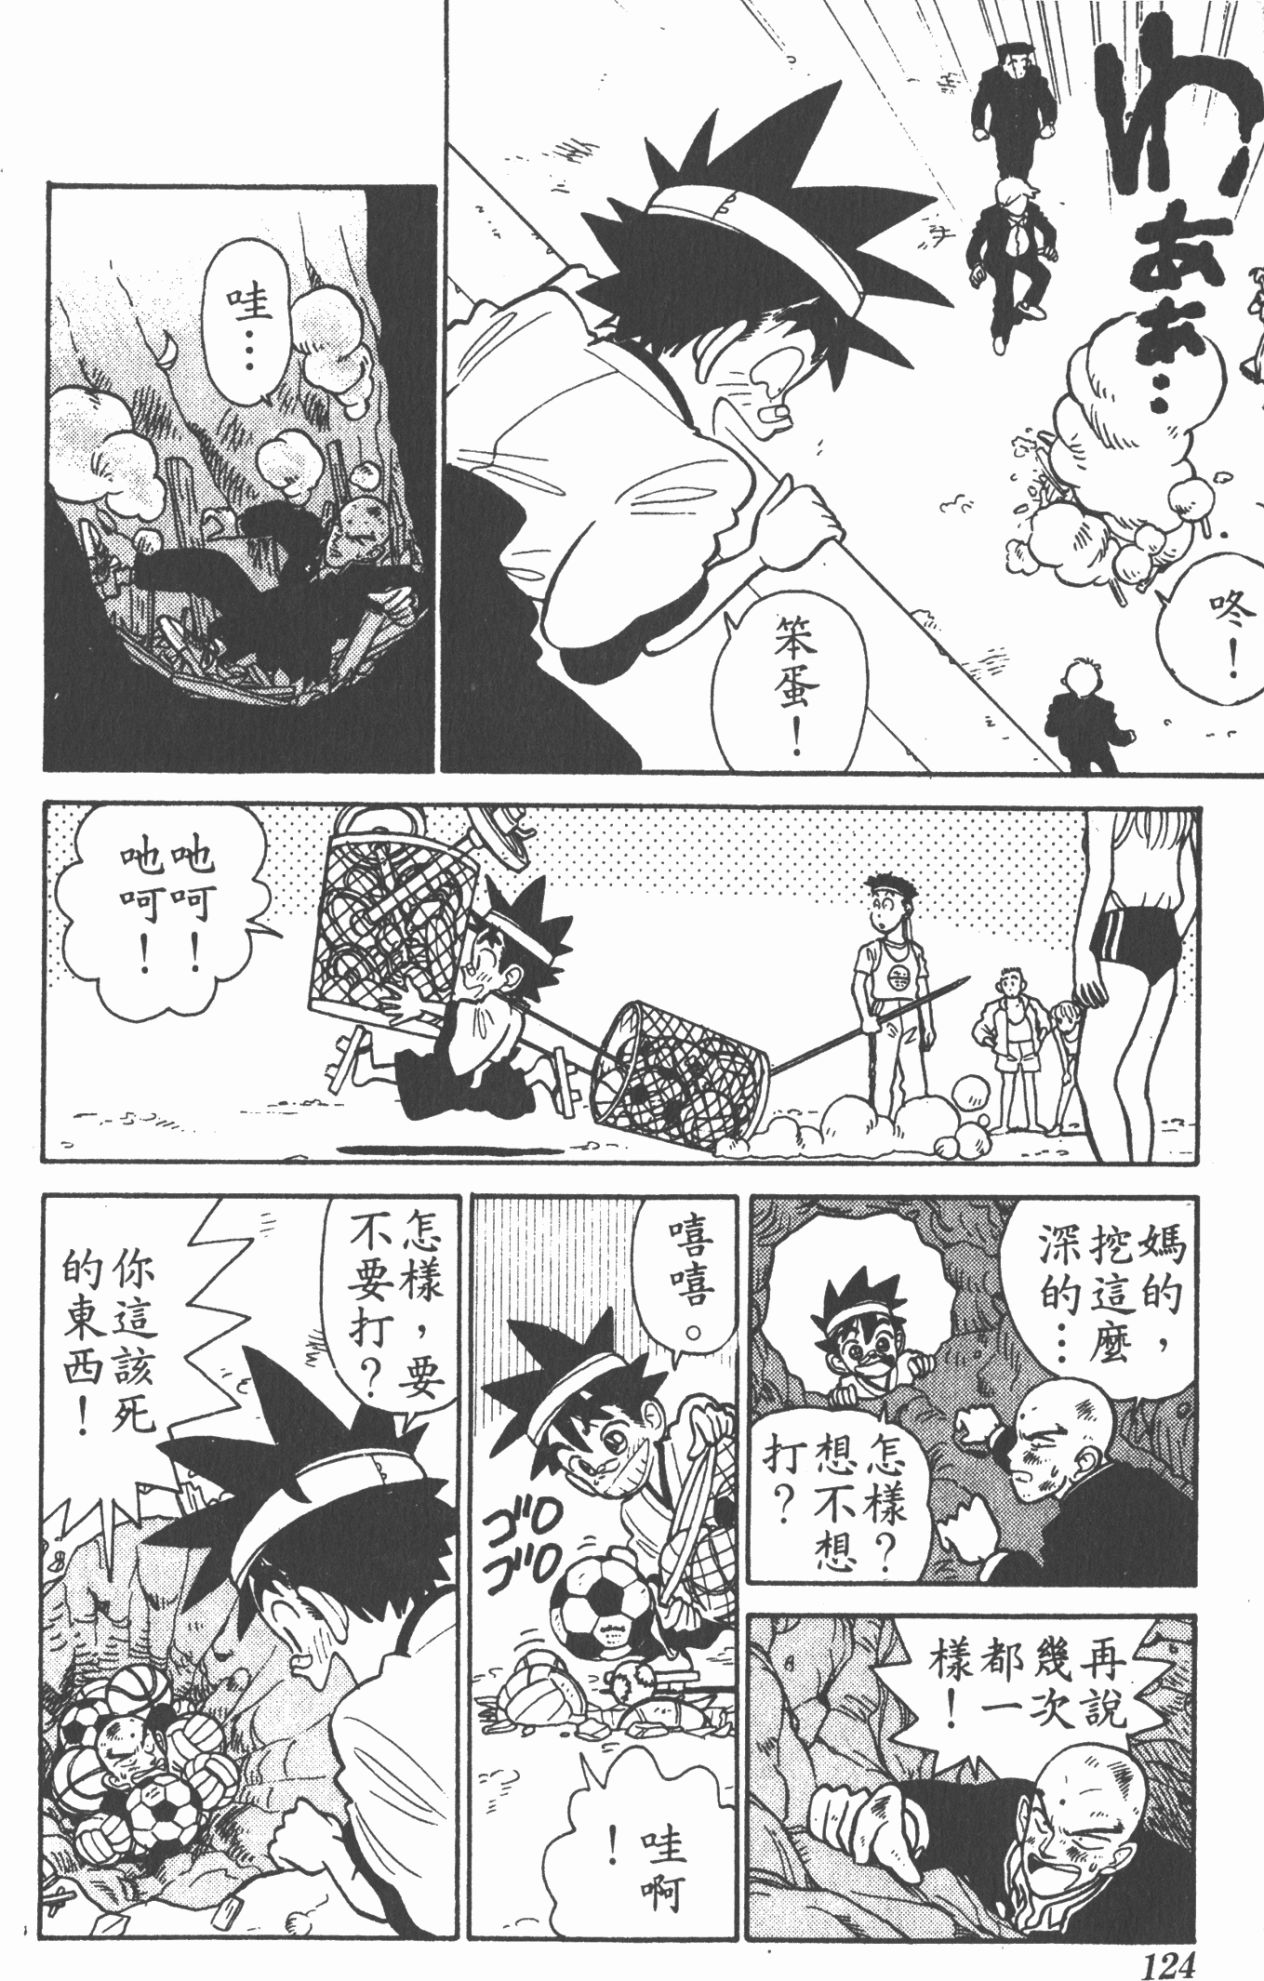 わぁぁ…
咚！
笨蛋！
哇…
吔呵！
吔呵！
媽的，
挖這麼
深的…
怎樣？
想不想
打？
再說
幾次
都一
樣！
嘻嘻。
ゴロ
ゴロ
哇啊
！
怎樣，要
不要打？
你這該死
的東西！
124